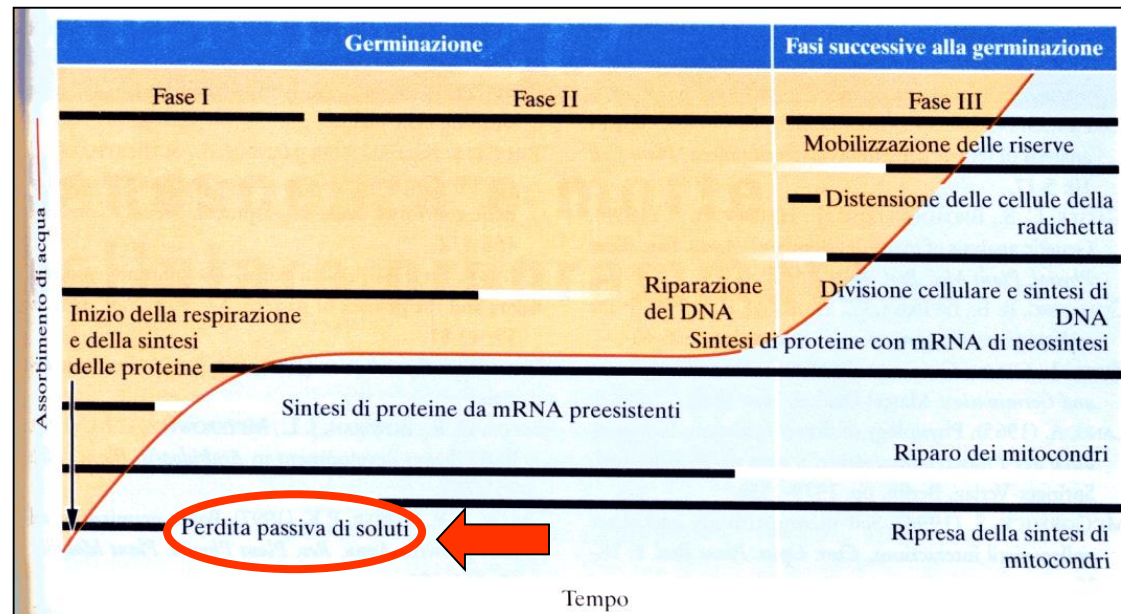 Germinazione
Fasi successive alla germinazione
Fase I
Fase II
Fase III
Mobilizzazione delle riserve
Distensione delle cellule della
radichetta
Riparazione
del DNA
Divisione cellulare e sintesi di
DNA
Inizio della respirazione
e della sintesi
delle proteine
Sintesi di proteine con mRNA di neosintesi
Sintesi di proteine da mRNA preesistenti
Riparo dei mitocondri
Perdita passiva di soluti
Ripresa della sintesi di
mitocondri
Assorbimento di acqua
Tempo